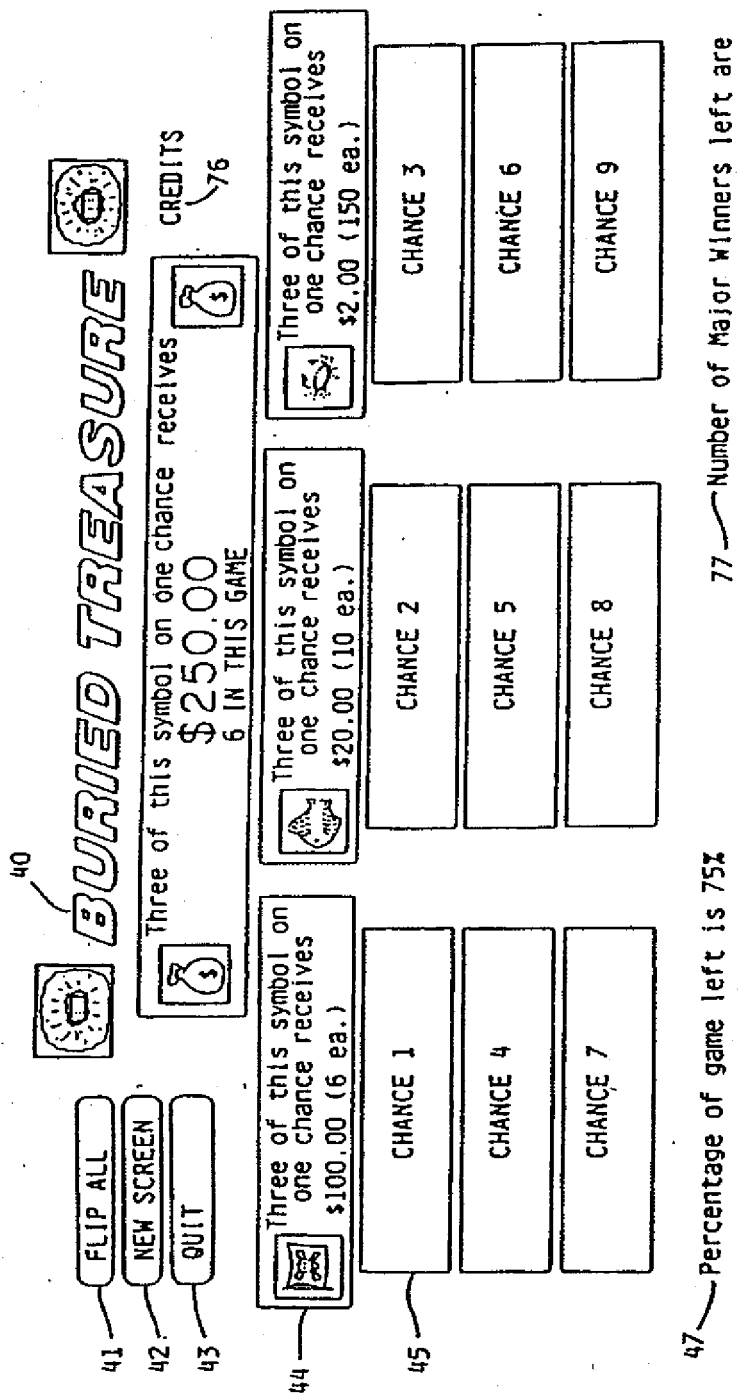 40
BURIED TREASURE
41 FLIP ALL
42 NEW SCREEN
43 QUIT
Three of this symbol on one chance receives
$250.00
6 IN THIS GAME
CREDITS
76
44
Three of this symbol on
one chance receives
$100.00 (6 ea.)
Three of this symbol on
one chance receives
$20.00 (10 ea.)
Three of this symbol on
one chance receives
$2.00 (150 ea.)
45
CHANCE 1
CHANCE 2
CHANCE 3
CHANCE 4
CHANCE 5
CHANCE 6
CHANCE 7
CHANCE 8
CHANCE 9
47 Percentage of game left is 75%
77 Number of Major Winners left are